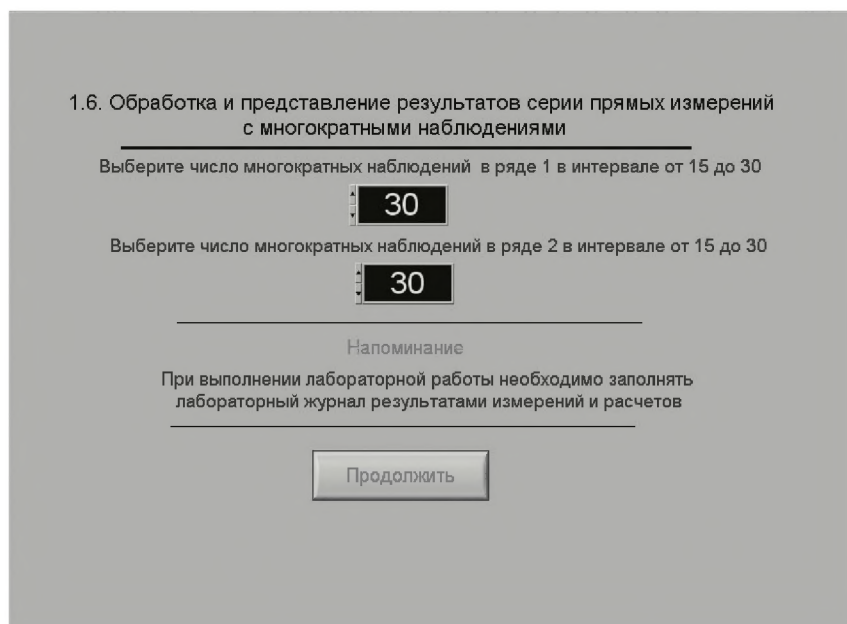 1.6. Обработка и представление результатов серии прямых измерений
с многократными наблюдениями
Выберите число многократных наблюдений в ряде 1 в интервале от 15 до 30
30
Выберите число многократных наблюдений в ряде 2 в интервале от 15 до 30
30
Напоминание
При выполнении лабораторной работы необходимо заполнять
лабораторный журнал результатами измерений и расчетов
Продолжить